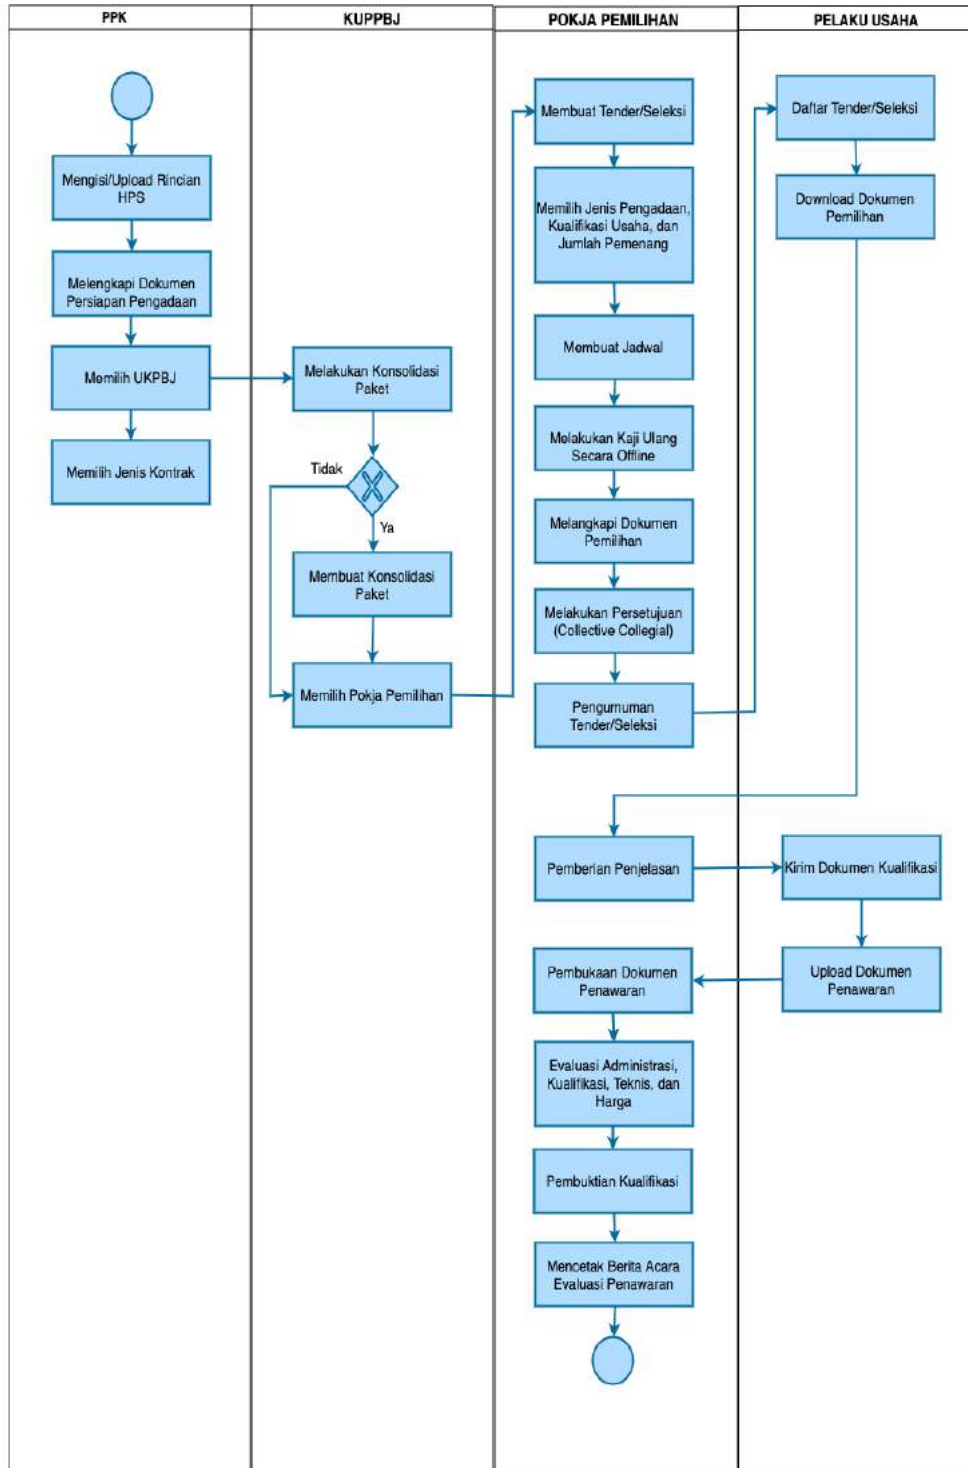 PPK
KUPPBJ
POKJA PEMILIHAN
PELAKU USAHA
Mengisi/Upload Rincian
HPS
Melengkapi Dokumen
Persiapan Pengadaan
Memilih UKPBJ
Memilih Jenis Kontrak
Melakukan Konsolidasi
Paket
Tidak
Ya
Membuat Konsolidasi
Paket
Memilih Pokja Pemilihan
Membuat Tender/Seleksi
Memilih Jenis Pengadaan,
Kualifikasi Usaha, dan
Jumlah Pemenang
Membuat Jadwal
Melakukan Kaji Ulang
Secara Offline
Melangkapi Dokumen
Pemilihan
Melakukan Persetujuan
(Collective Collegial)
Pengumuman
Tender/Seleksi
Daftar Tender/Seleksi
Download Dokumen
Pemilihan
Pemberian Penjelasan
Kirim Dokumen Kualifikasi
Upload Dokumen
Penawaran
Pembukaan Dokumen
Penawaran
Evaluasi Administrasi,
Kualifikasi, Teknis, dan
Harga
Pembuktian Kualifikasi
Mencetak Berita Acara
Evaluasi Penawaran